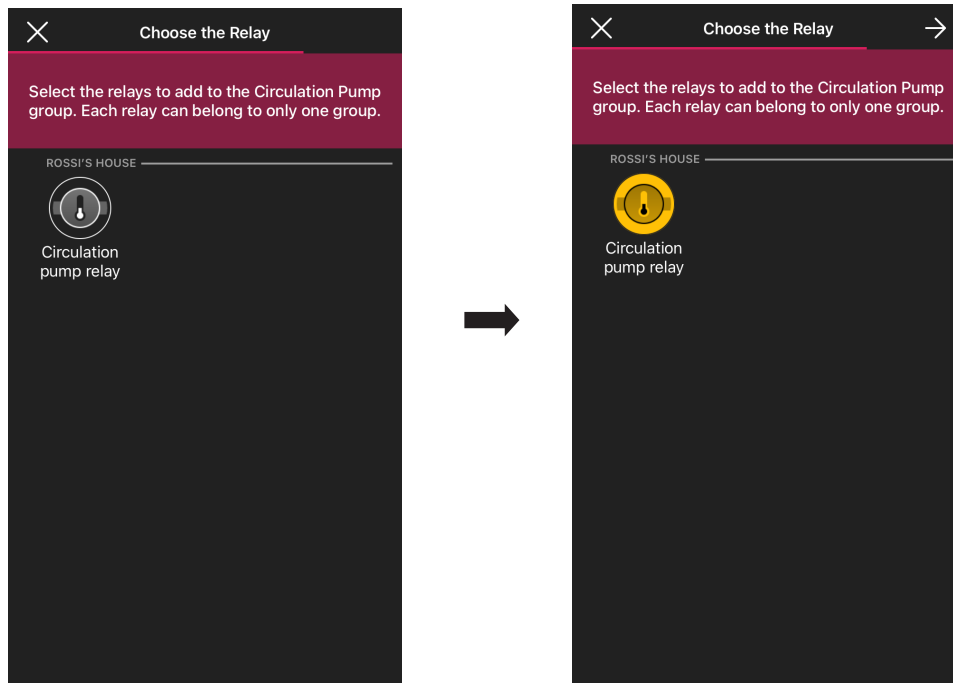 Choose the Relay
Select the relays to add to the Circulation Pump
group. Each relay can belong to only one group.
ROSSI'S HOUSE
Circulation
pump relay
Choose the Relay
Select the relays to add to the Circulation Pump
group. Each relay can belong to only one group.
ROSSI'S HOUSE
Circulation
pump relay